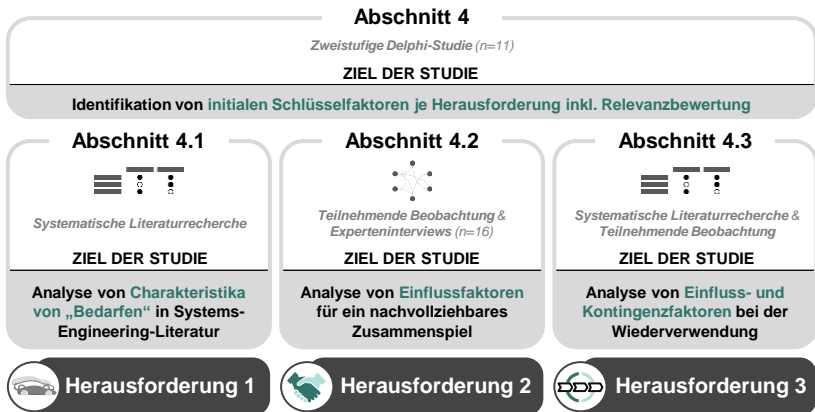 Abschnitt 4
Zweistufige Delphi-Studie (n=11)
ZIEL DER STUDIE
Identifikation von initialen Schlüsselfaktoren je Herausforderung inkl. Relevanzbewertung
Abschnitt 4.1
Systematische Literaturrecherche
ZIEL DER STUDIE
Analyse von Charakteristika
von „Bedarfen“ in Systems-
Engineering-Literatur
Herausforderung 1
Abschnitt 4.2
Teilnehmende Beobachtung &
Experteninterviews (n=16)
ZIEL DER STUDIE
Analyse von Einflussfaktoren
für ein nachvollziehbares
Zusammenspiel
Herausforderung 2
Abschnitt 4.3
Systematische Literaturrecherche &
Teilnehmende Beobachtung
ZIEL DER STUDIE
Analyse von Einfluss- und
Kontingenzfaktoren bei der
Wiederverwendung
Herausforderung 3